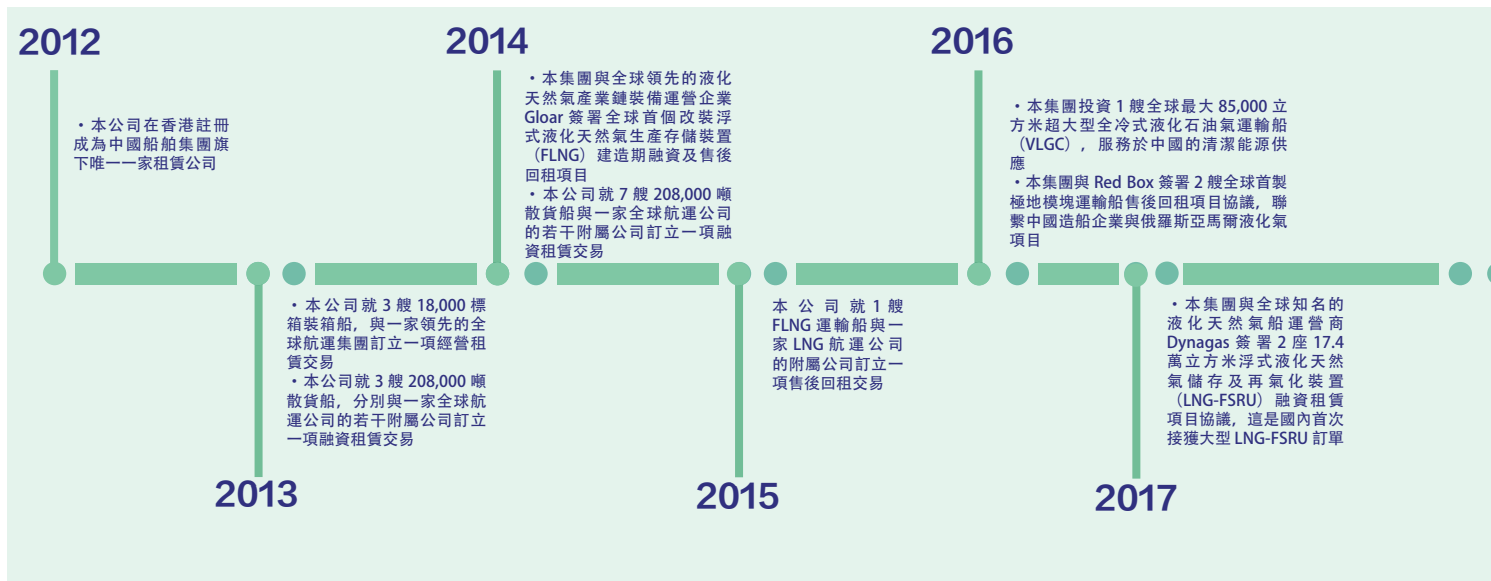 2012
・本公司在香港註冊
成為中國船舶集團旗
下唯一一家租賃公司
2013
・本公司就 3 艘 18,000 標
箱裝箱船，與一家領先的全
球航運集團訂立一項經營租
賃交易
・本公司就 3 艘 208,000 噸
散貨船，分別與一家全球航
運公司的若干附屬公司訂立
一項融資租賃交易
2014
・本集團與全球領先的液化
天然氣產業鏈裝備運營企業
Gloar 簽署全球首個改裝浮
式液化天然氣生產存儲裝置
（FLNG）建造期融資及售後
回租項目
・本公司就 7 艘 208,000 噸
散貨船與一家全球航運公司
的若干附屬公司訂立一項融
資租賃交易
2015
本公司就1艘
FLNG 運輸船與一
家 LNG 航運公司
的附屬公司訂立一
項售後回租交易
2016
・本集團投資 1 艘全球最大 85,000 立
方米超大型全冷式液化石油氣運輸船
（VLGC），服務於中國的清潔能源供
應
・本集團與 Red Box 簽署 2 艘全球首製
極地模塊運輸船售後回租項目協議，聯
繫中國造船企業與俄羅斯亞馬爾液化氣
項目
2017
・本集團與全球知名的
液化天然氣船運營商
Dynagas 簽署 2 座 17.4
萬立方米浮式液化天然
氣儲存及再氣化裝置
（LNG-FSRU）融資租賃
項目協議，這是國內首次
接獲大型 LNG-FSRU 訂單